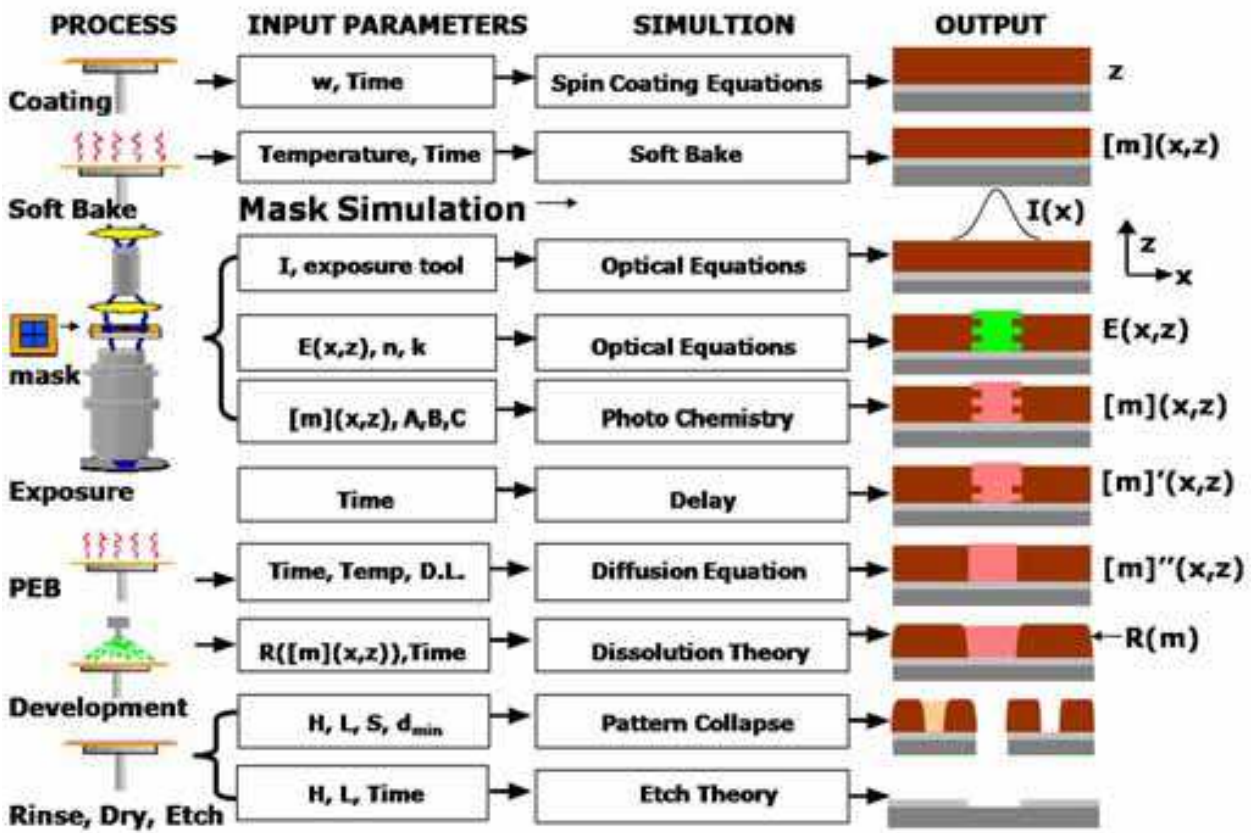 PROCESS INPUT PARAMETERS SIMULTION OUTPUT
Coating w, Time Spin Coating Equations z
Soft Bake Temperature, Time Soft Bake [m](x,z)
Mask Simulation → I(x)
I, exposure tool Optical Equations z x
mask E(x,z), n, k Optical Equations E(x,z)
[m](x,z), A,B,C Photo Chemistry [m](x,z)
Exposure Time Delay [m]'(x,z)
PEB Time, Temp, D.L. Diffusion Equation [m]"(x,z)
Development R([m](x,z)),Time Dissolution Theory R(m)
H, L, S, dmin Pattern Collapse
Rinse, Dry, Etch H, L, Time Etch Theory